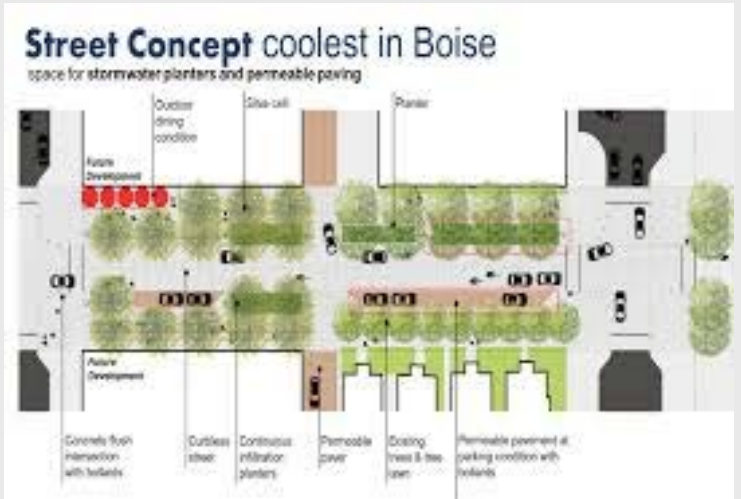 Street Concept coolest in Boise
space for stormwater planters and permeable paving
Outdoor
dining
condition
Silva cell
Planter
Future
Development
Future
Development
Concrete flush
intersection
with bollards
Curbless
street
Continuous
infiltration
planters
Permeable
paver
Existing
trees & tree
lawn
Permeable pavement at
parking condition with
bollards